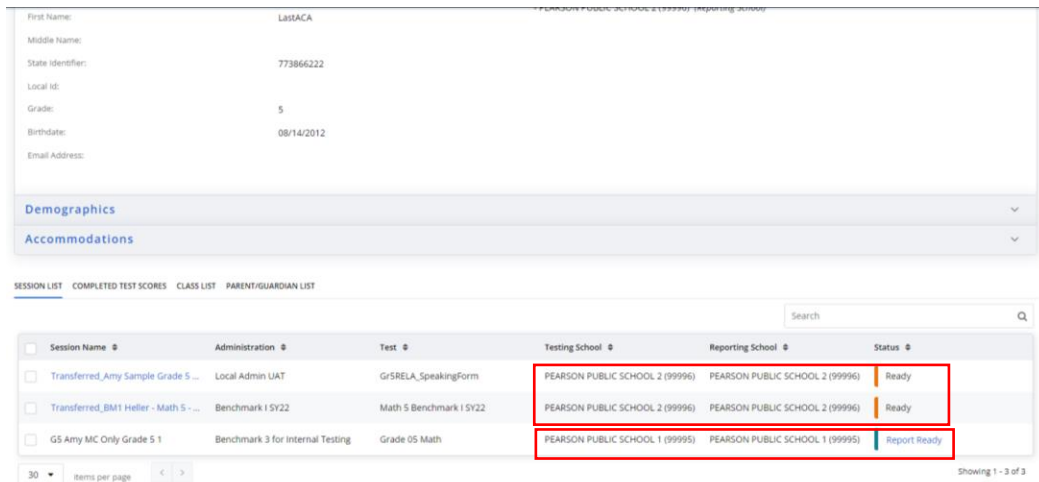 - PEARSON PUBLIC SCHOOL 2 (99996) (Reporting School)
First Name: LastACA
Middle Name:
State Identifier: 773866222
Local Id:
Grade: 5
Birthdate: 08/14/2012
Email Address:
Demographics
Accommodations
SESSION LIST COMPLETED TEST SCORES CLASS LIST PARENT/GUARDIAN LIST
Search
Session Name Administration Test Testing School Reporting School Status
Transferred_Amy Sample Grade 5 ... Local Admin UAT Gr5RELA_SpeakingForm PEARSON PUBLIC SCHOOL 2 (99996) PEARSON PUBLIC SCHOOL 2 (99996) Ready
Transferred_BM1 Heller - Math 5 - ... Benchmark I SY22 Math 5 Benchmark I SY22 PEARSON PUBLIC SCHOOL 2 (99996) PEARSON PUBLIC SCHOOL 2 (99996) Ready
G5 Amy MC Only Grade 5 1 Benchmark 3 for Internal Testing Grade 05 Math PEARSON PUBLIC SCHOOL 1 (99995) PEARSON PUBLIC SCHOOL 1 (99995) Report Ready
30 items per page < > Showing 1 - 3 of 3